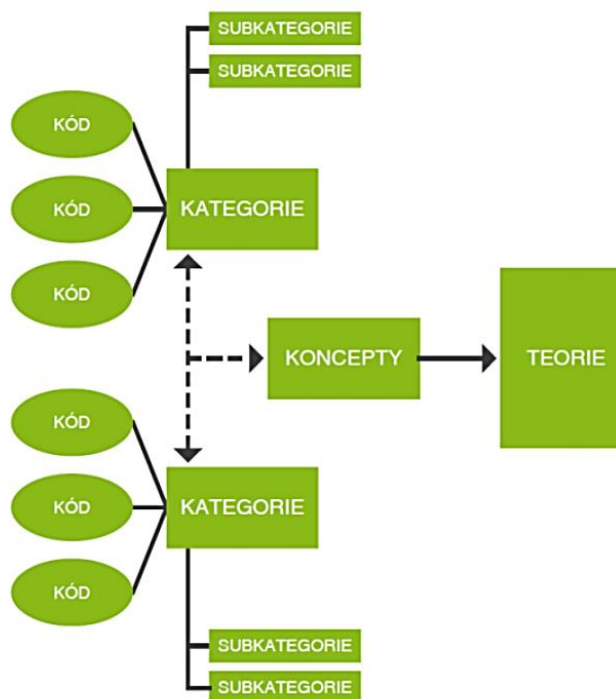 SUBKATEGORIE
SUBKATEGORIE
KÓD
KÓD
KATEGORIE
KÓD
KONCEPTY
TEORIE
KÓD
KÓD
KATEGORIE
KÓD
SUBKATEGORIE
SUBKATEGORIE